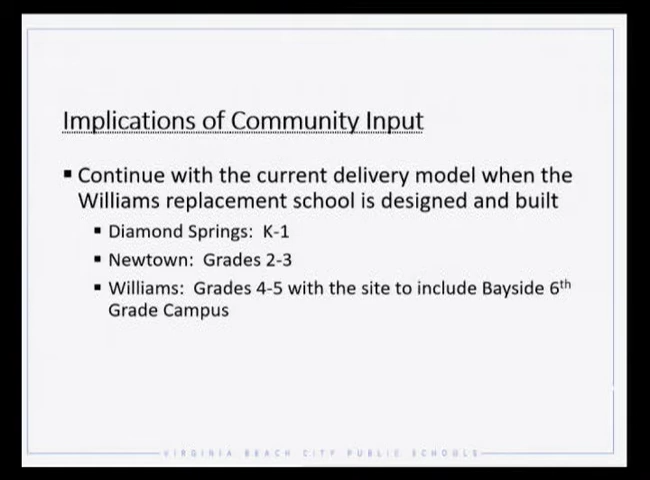 Implications of Community Input
▪ Continue with the current delivery model when the
Williams replacement school is designed and built
▪ Diamond Springs: K-1
▪ Newtown: Grades 2-3
▪ Williams: Grades 4-5 with the site to include Bayside 6th
Grade Campus
VIRGINIA BEACH CITY PUBLIC SCHOOLS